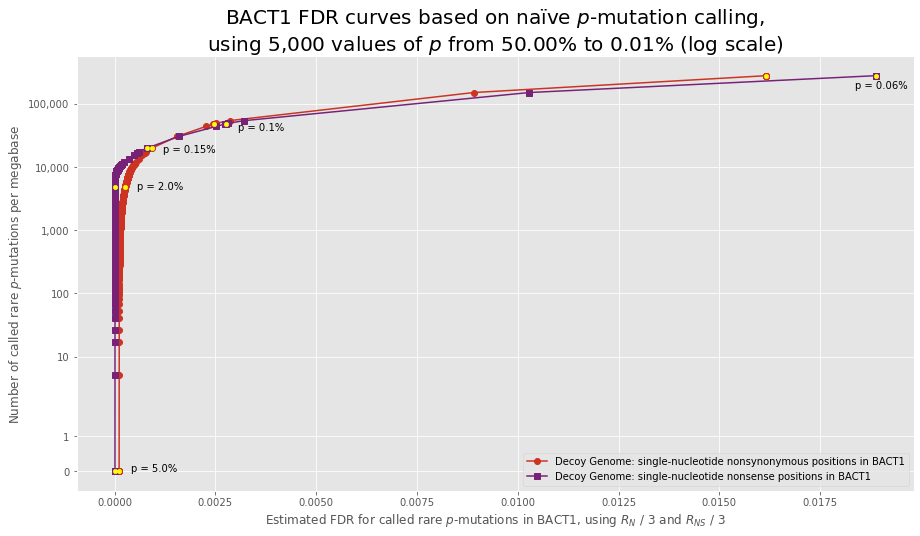 BACT1 FDR curves based on naïve p-mutation calling,
using 5,000 values of p from 50.00% to 0.01% (log scale)
Number of called rare p-mutations per megabase
100,000
10,000
1,000
100
10
1
0
p = 0.06%
p = 0.1%
p = 0.15%
p = 2.0%
p = 5.0%
Decoy Genome: single-nucleotide nonsynonymous positions in BACT1
Decoy Genome: single-nucleotide nonsense positions in BACT1
0.0000 0.0025 0.0050 0.0075 0.0100 0.0125 0.0150 0.0175
Estimated FDR for called rare p-mutations in BACT1, using R_N / 3 and R_NS / 3